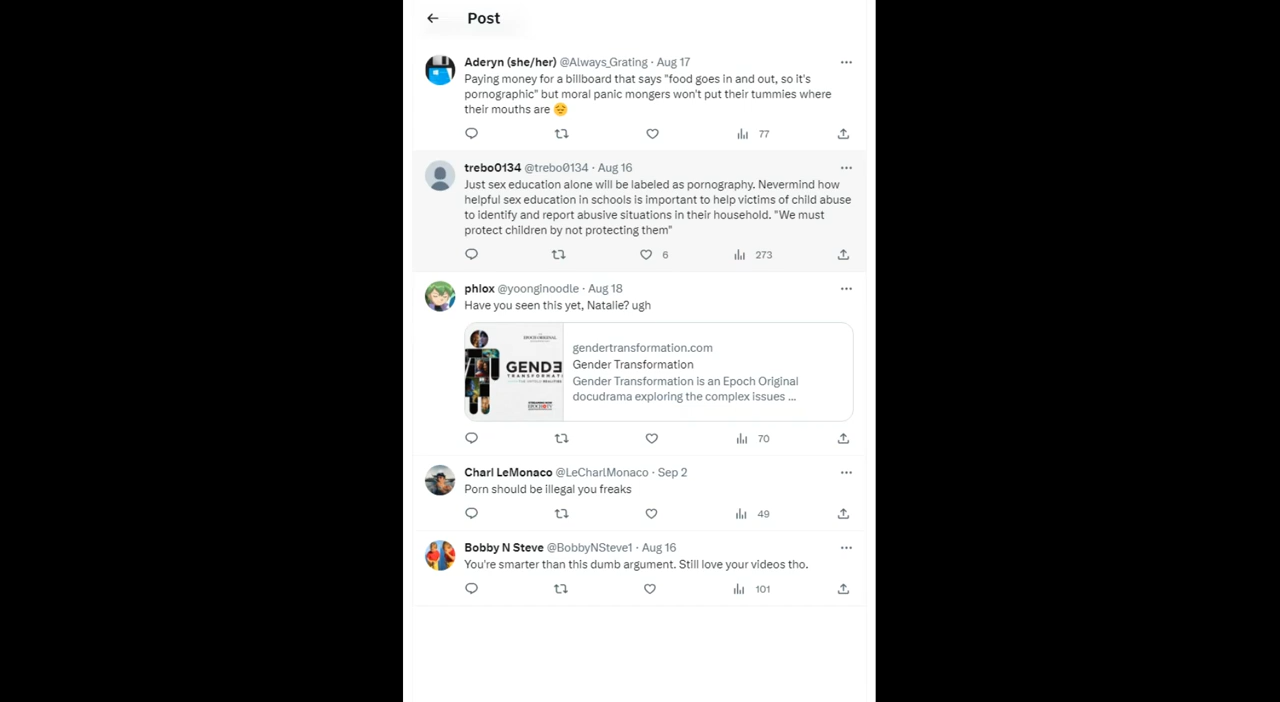 Post
Aderyn (she/her) @Always_Grating · Aug 17
Paying money for a billboard that says "food goes in and out, so it's
pornographic" but moral panic mongers won't put their tummies where
their mouths are 😔
77
trebo0134 @trebo0134 · Aug 16
Just sex education alone will be labeled as pornography. Nevermind how
helpful sex education in schools is important to help victims of child abuse
to identify and report abusive situations in their household. "We must
protect children by not protecting them"
6 273
phlox @yoonginoodle · Aug 18
Have you seen this yet, Natalie? ugh
EPOCH ORIGINAL
GENDE
TRANSFORMATI
THE UNTOLD REALITIES
gendertransformation.com
Gender Transformation
Gender Transformation is an Epoch Original
docudrama exploring the complex issues ...
70
Charl LeMonaco @LeCharlMonaco · Sep 2
Porn should be illegal you freaks
49
Bobby N Steve @BobbyNSteve1 · Aug 16
You're smarter than this dumb argument. Still love your videos tho.
101